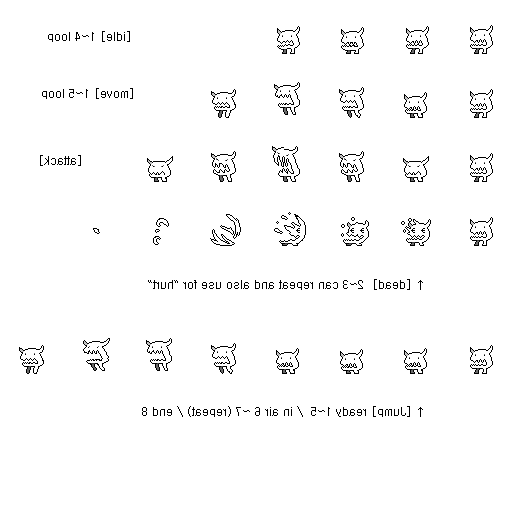 [idle] 1~4 loop
[move] 1~5 loop
[attack]
↑ [dead] 2~3 can repeat and also use for "hurt"
↑ [Jump] ready 1~5 / in air 6~7 (repeat) / end 8